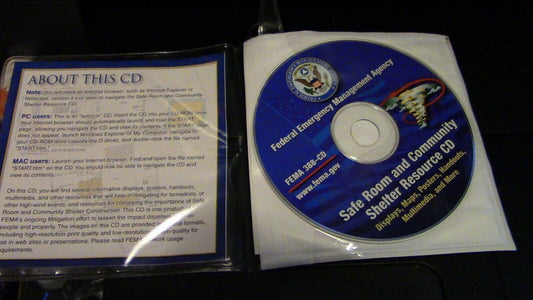 ABOUT THIS CD
Note: You will need an Internet browser, such as Internet Explorer or
Netscape, version 4.x or later, to navigate the Safe Room and Community
Shelter Resource CD.
PC users: This is an "autorun" CD. Insert the CD into your CD-ROM drive.
Your Internet browser should automatically launch and load the START
page, allowing you to navigate the CD and view its contents. If the START page
does not appear, launch Windows Explorer or My Computer, navigate to
your CD-ROM drive (usually the D drive), and double-click the file named
"START.htm"
MAC users: Launch your Internet browser. Find and open the file named
"START.htm" on the CD. You should now be able to navigate the CD and
view its contents.
On this CD, you will find several informative displays, posters, handouts,
multimedia, and other resources that will help in mitigating for tornadoes, or
other high-wind events, and resources for conveying the importance of Safe
Room and Community Shelter Construction. This CD is one product
FEMA's ongoing Mitigation effort to lessen the impact disasters
people and property. The images on this CD are provided in formats,
including high-resolution print quality and low-resolution quality for
use in web sites or presentations. Please read FEMA's usage
requirements.
Federal Emergency Management Agency
FEMA 388-CD
www.fema.gov
Safe Room and Community
Shelter Resource CD
Displays, Maps, Posters, Handouts,
Multimedia, and More